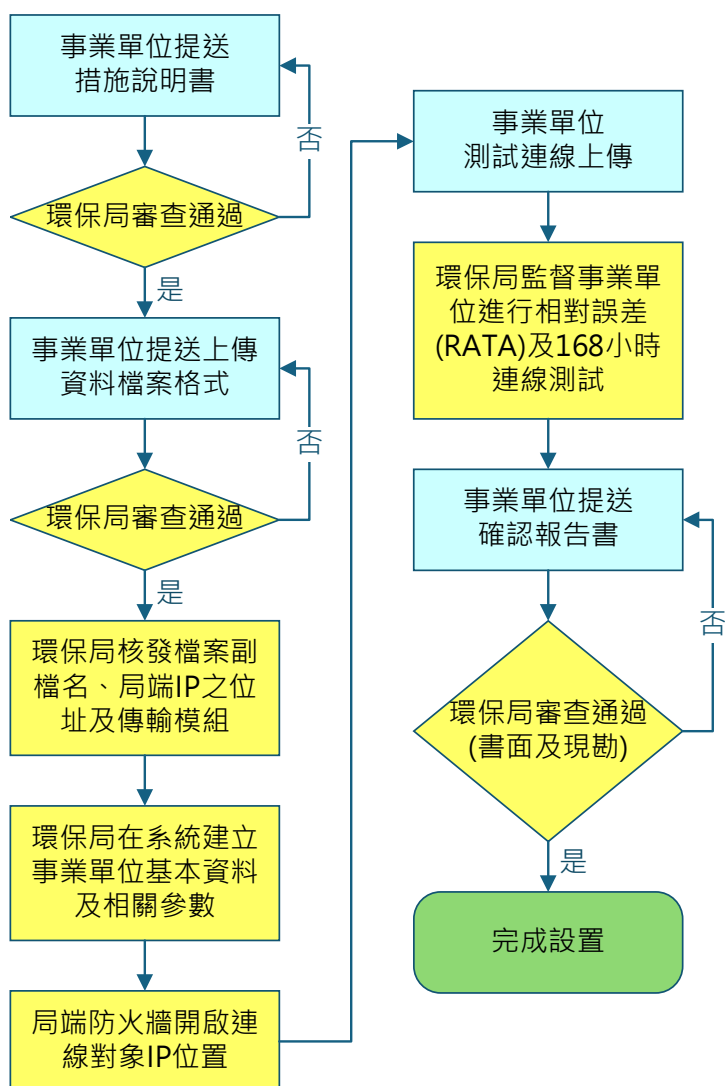 事業單位提送
措施說明書
否
環保局審查通過
是
事業單位提送上傳
資料檔案格式
否
環保局審查通過
是
環保局核發檔案副
檔名、局端IP之位
址及傳輸模組
環保局在系統建立
事業單位基本資料
及相關參數
局端防火牆開啟連
線對象IP位置
事業單位
測試連線上傳
環保局監督事業單
位進行相對誤差
(RATA)及168小時
連線測試
事業單位提送
確認報告書
否
環保局審查通過
(書面及現勘)
是
完成設置